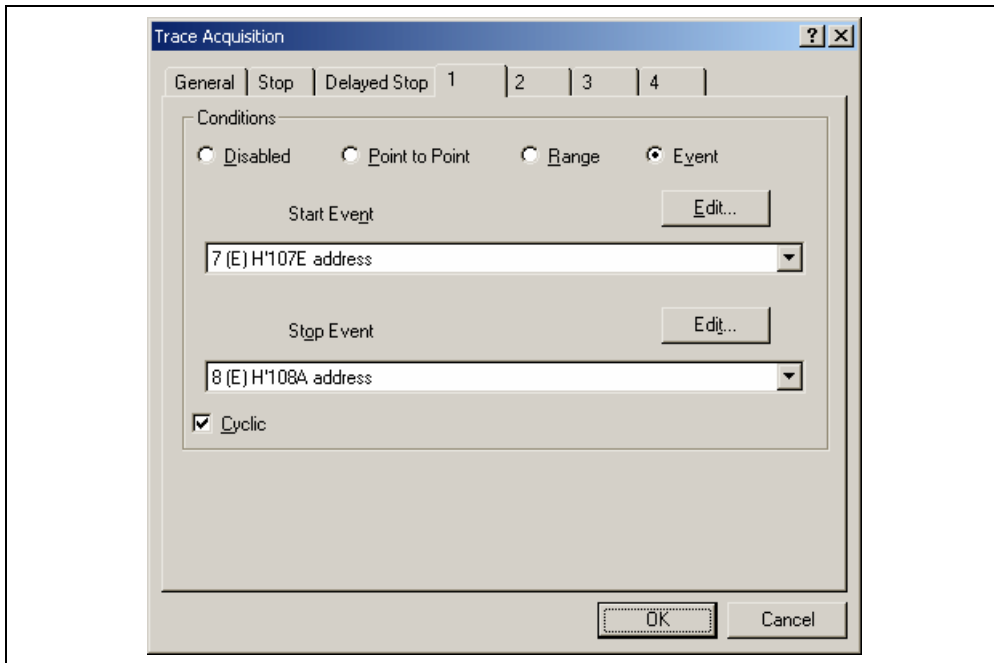 Trace Acquisition
General Stop Delayed Stop 1 2 3 4
Conditions
Disabled Point to Point Range Event
Start Event Edit...
7 (E) H'107E address
Stop Event Edit...
8 (E) H'108A address
Cyclic
OK Cancel